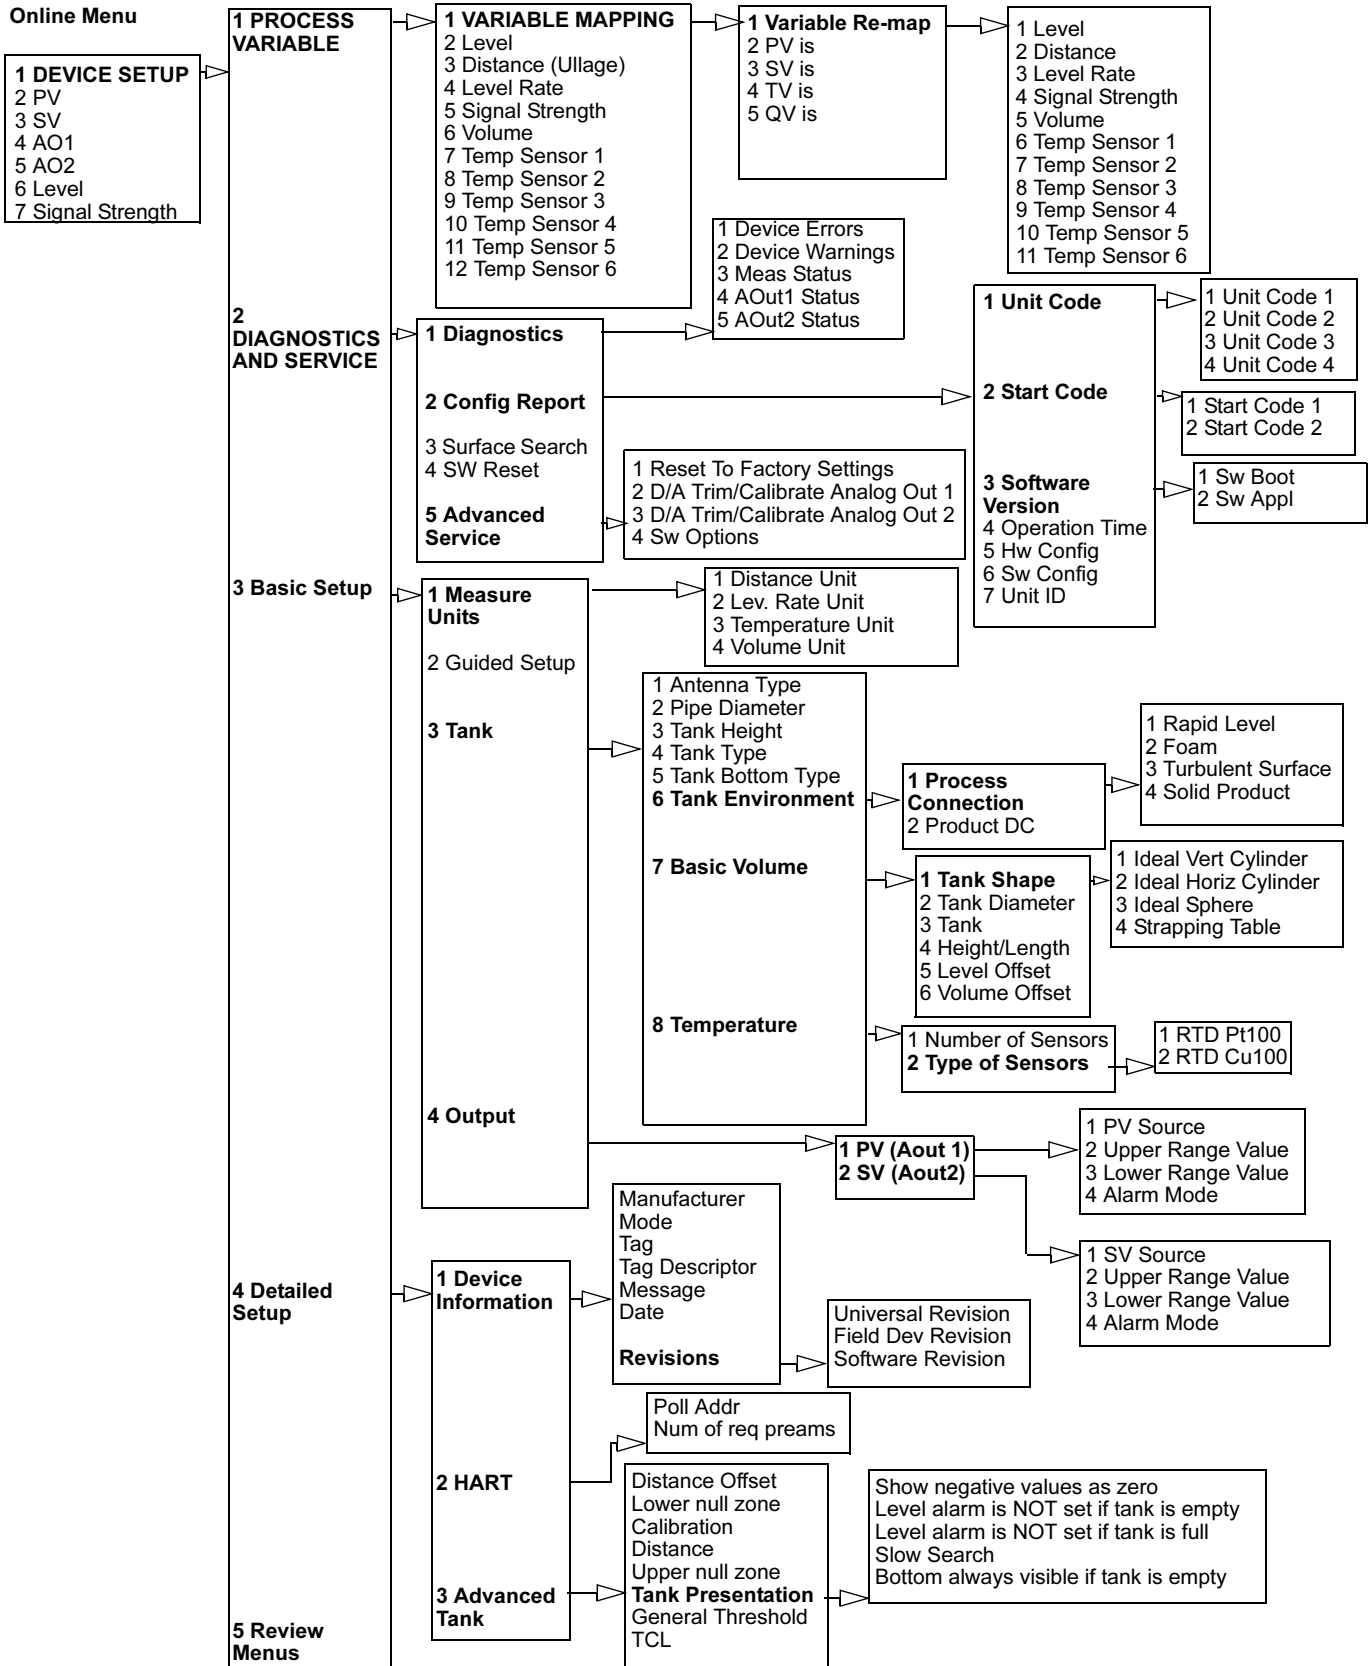 Online Menu
1 DEVICE SETUP
2 PV
3 SV
4 AO1
5 AO2
6 Level
7 Signal Strength
1 PROCESS
VARIABLE
2
DIAGNOSTICS
AND SERVICE
3 Basic Setup
4 Detailed
Setup
5 Review
Menus
1 VARIABLE MAPPING
2 Level
3 Distance (Ullage)
4 Level Rate
5 Signal Strength
6 Volume
7 Temp Sensor 1
8 Temp Sensor 2
9 Temp Sensor 3
10 Temp Sensor 4
11 Temp Sensor 5
12 Temp Sensor 6
1 Variable Re-map
2 PV is
3 SV is
4 TV is
5 QV is
1 Level
2 Distance
3 Level Rate
4 Signal Strength
5 Volume
6 Temp Sensor 1
7 Temp Sensor 2
8 Temp Sensor 3
9 Temp Sensor 4
10 Temp Sensor 5
11 Temp Sensor 6
1 Diagnostics
2 Config Report
3 Surface Search
4 SW Reset
5 Advanced
Service
1 Device Errors
2 Device Warnings
3 Meas Status
4 AOut1 Status
5 AOut2 Status
1 Unit Code
2 Start Code
3 Software
Version
4 Operation Time
5 Hw Config
6 Sw Config
7 Unit ID
1 Unit Code 1
2 Unit Code 2
3 Unit Code 3
4 Unit Code 4
1 Start Code 1
2 Start Code 2
1 Sw Boot
2 Sw Appl
1 Reset To Factory Settings
2 D/A Trim/Calibrate Analog Out 1
3 D/A Trim/Calibrate Analog Out 2
4 Sw Options
1 Measure
Units
2 Guided Setup
3 Tank
4 Output
1 Distance Unit
2 Lev. Rate Unit
3 Temperature Unit
4 Volume Unit
1 Antenna Type
2 Pipe Diameter
3 Tank Height
4 Tank Type
5 Tank Bottom Type
6 Tank Environment
7 Basic Volume
8 Temperature
1 Process
Connection
2 Product DC
1 Rapid Level
2 Foam
3 Turbulent Surface
4 Solid Product
1 Tank Shape
2 Tank Diameter
3 Tank
4 Height/Length
5 Level Offset
6 Volume Offset
1 Ideal Vert Cylinder
2 Ideal Horiz Cylinder
3 Ideal Sphere
4 Strapping Table
1 Number of Sensors
2 Type of Sensors
1 RTD Pt100
2 RTD Cu100
1 PV (Aout 1)
2 SV (Aout2)
1 PV Source
2 Upper Range Value
3 Lower Range Value
4 Alarm Mode
1 SV Source
2 Upper Range Value
3 Lower Range Value
4 Alarm Mode
1 Device
Information
2 HART
3 Advanced
Tank
Manufacturer
Mode
Tag
Tag Descriptor
Message
Date
Revisions
Universal Revision
Field Dev Revision
Software Revision
Poll Addr
Num of req preams
Distance Offset
Lower null zone
Calibration
Distance
Upper null zone
Tank Presentation
General Threshold
TCL
Show negative values as zero
Level alarm is NOT set if tank is empty
Level alarm is NOT set if tank is full
Slow Search
Bottom always visible if tank is empty